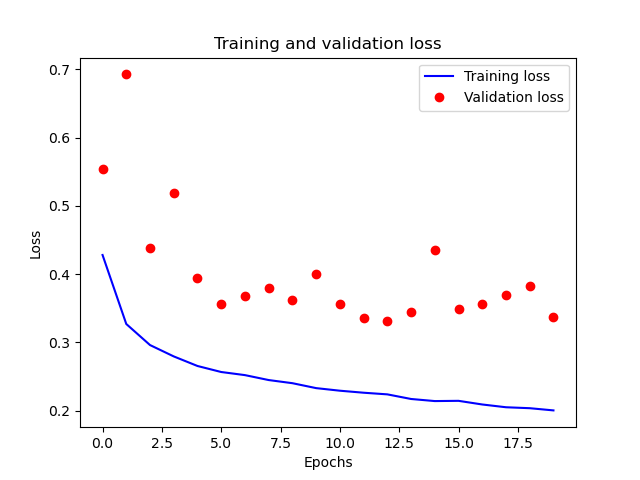 Training and validation loss
Training loss
Validation loss
0.7
0.6
0.5
0.4
0.3
0.2
Loss
0.0 2.5 5.0 7.5 10.0 12.5 15.0 17.5
Epochs